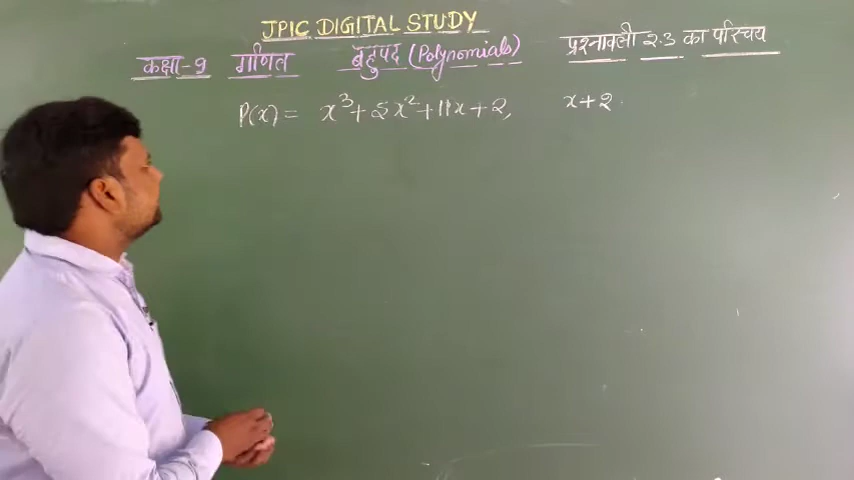 JPIC DIGITAL STUDY
कक्षा-9 गणित बहुपद (Polynomials) प्रश्नावली 2.3 का परिचय
P(x) = x³+5x²+11x+2, x+2